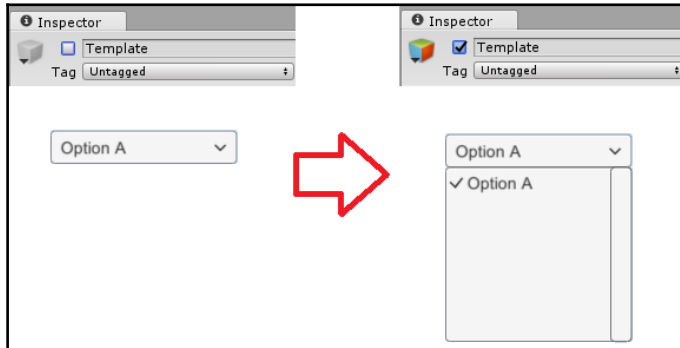 Inspector
Template
Tag Untagged
Option A
Inspector
Template
Tag Untagged
Option A
Option A